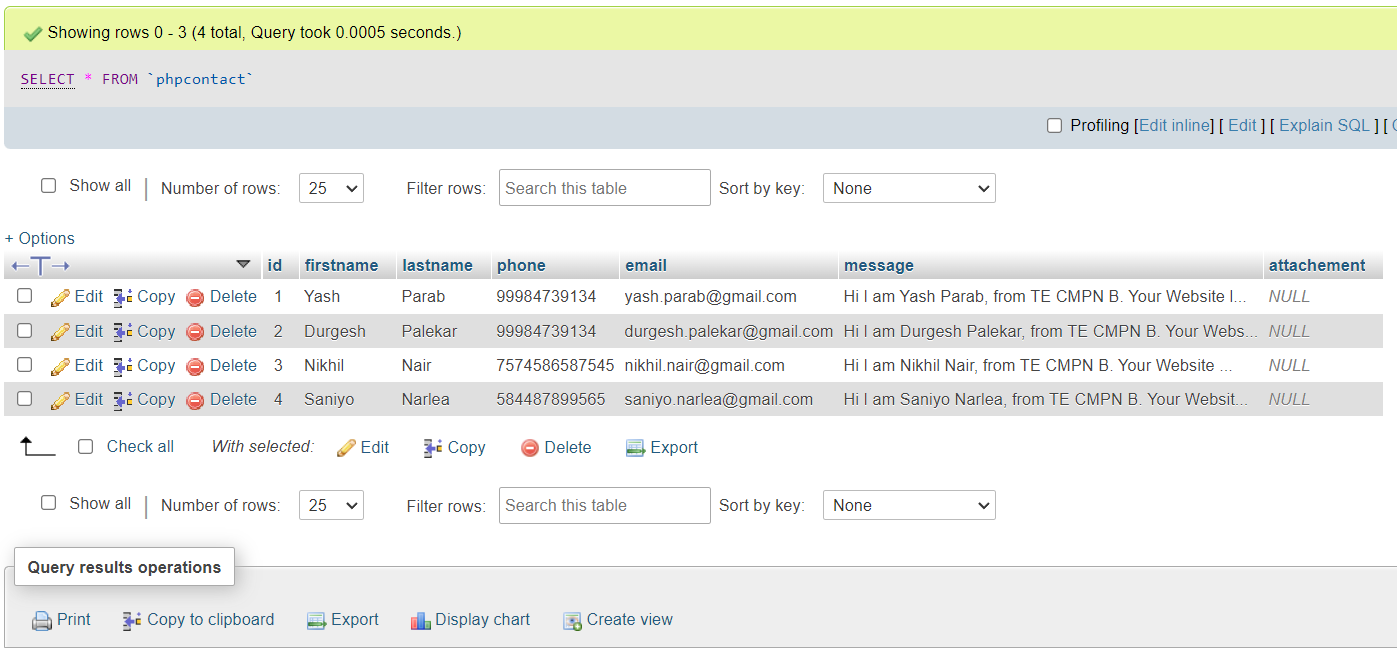 Showing rows 0 - 3 (4 total, Query took 0.0005 seconds.)
SELECT * FROM `phpcontact`
Profiling [Edit inline] [ Edit ] [ Explain SQL ] [
Show all | Number of rows: 25 Filter rows: Search this table Sort by key: None
+ Options
←T→ id firstname lastname phone email message attachement
Edit Copy Delete 1 Yash Parab 99984739134 yash.parab@gmail.com Hi I am Yash Parab, from TE CMPN B. Your Website I... NULL
Edit Copy Delete 2 Durgesh Palekar 99984739134 durgesh.palekar@gmail.com Hi I am Durgesh Palekar, from TE CMPN B. Your Webs... NULL
Edit Copy Delete 3 Nikhil Nair 7574586587545 nikhil.nair@gmail.com Hi I am Nikhil Nair, from TE CMPN B. Your Website ... NULL
Edit Copy Delete 4 Saniyo Narlea 584487899565 saniyo.narlea@gmail.com Hi I am Saniyo Narlea, from TE CMPN B. Your Websit... NULL
Check all With selected: Edit Copy Delete Export
Show all | Number of rows: 25 Filter rows: Search this table Sort by key: None
Query results operations
Print Copy to clipboard Export Display chart Create view